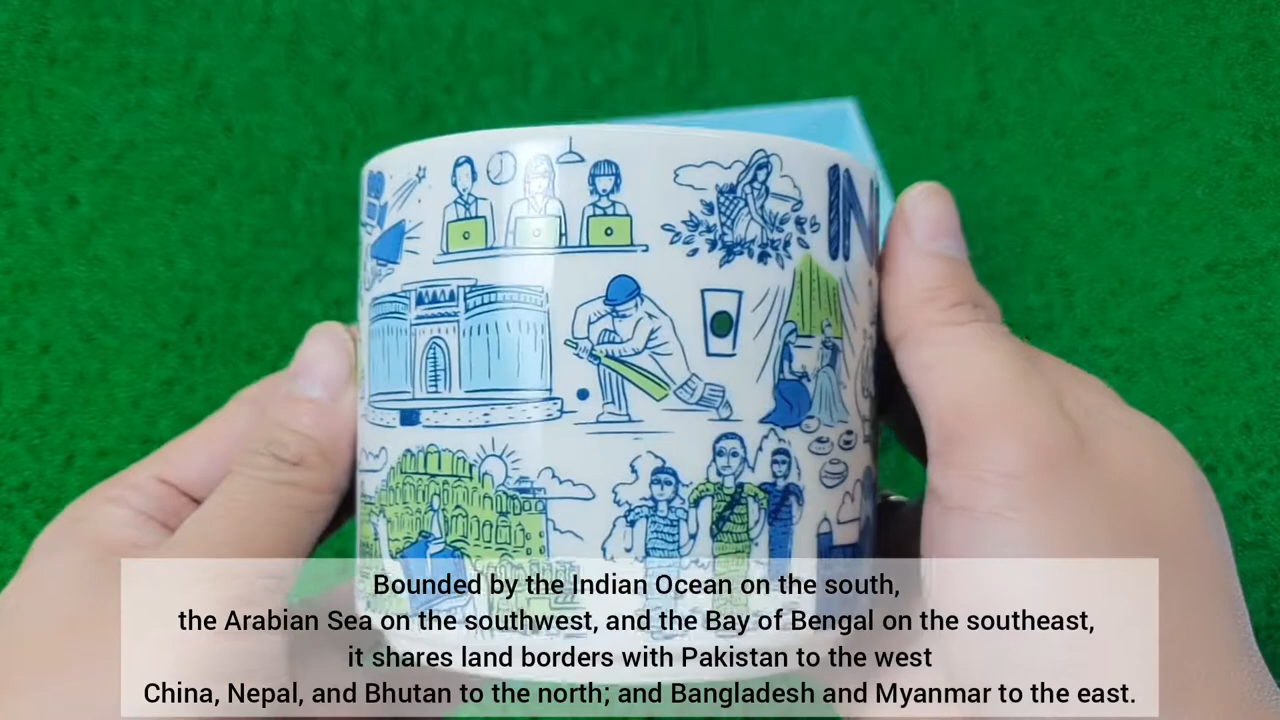 IN
Bounded by the Indian Ocean on the south,
the Arabian Sea on the southwest, and the Bay of Bengal on the southeast,
it shares land borders with Pakistan to the west
China, Nepal, and Bhutan to the north; and Bangladesh and Myanmar to the east.